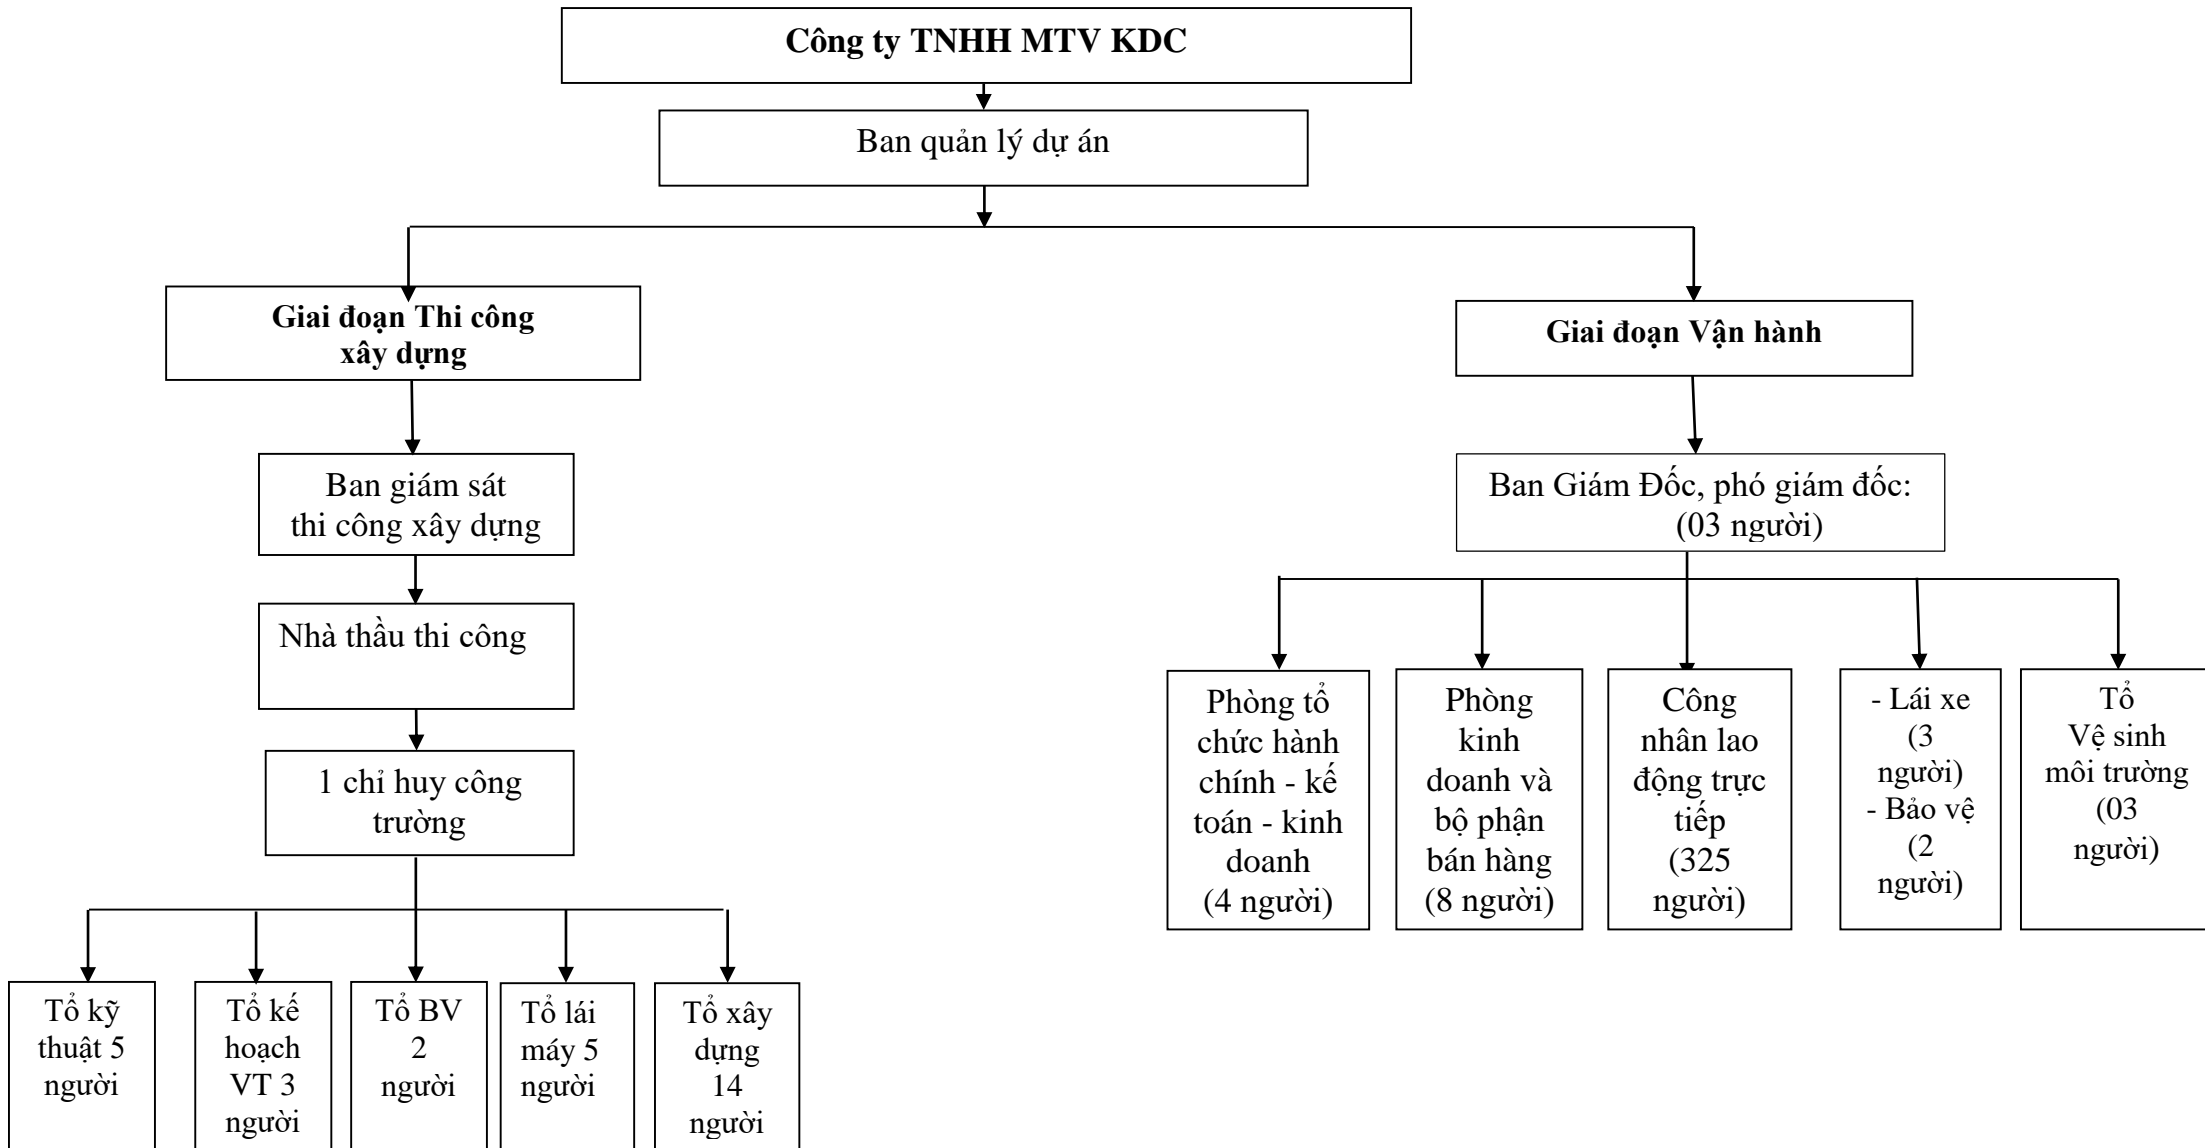 Công ty TNHH MTV KDC
Ban quản lý dự án
Giai đoạn Thi công
xây dựng
Giai đoạn Vận hành
Ban giám sát
thi công xây dựng
Ban Giám Đốc, phó giám đốc:
(03 người)
Nhà thầu thi công
1 chỉ huy công
trường
Phòng tổ
chức hành
chính - kế
toán - kinh
doanh
(4 người)
Phòng
kinh
doanh và
bộ phận
bán hàng
(8 người)
Công
nhân lao
động trực
tiếp
(325
người)
- Lái xe
(3
người)
- Bảo vệ
(2
người)
Tổ
Vệ sinh
môi trường
(03
người)
Tổ kỹ
thuật 5
người
Tổ kế
hoạch
VT 3
người
Tổ BV
2
người
Tổ lái
máy 5
người
Tổ xây
dựng
14
người